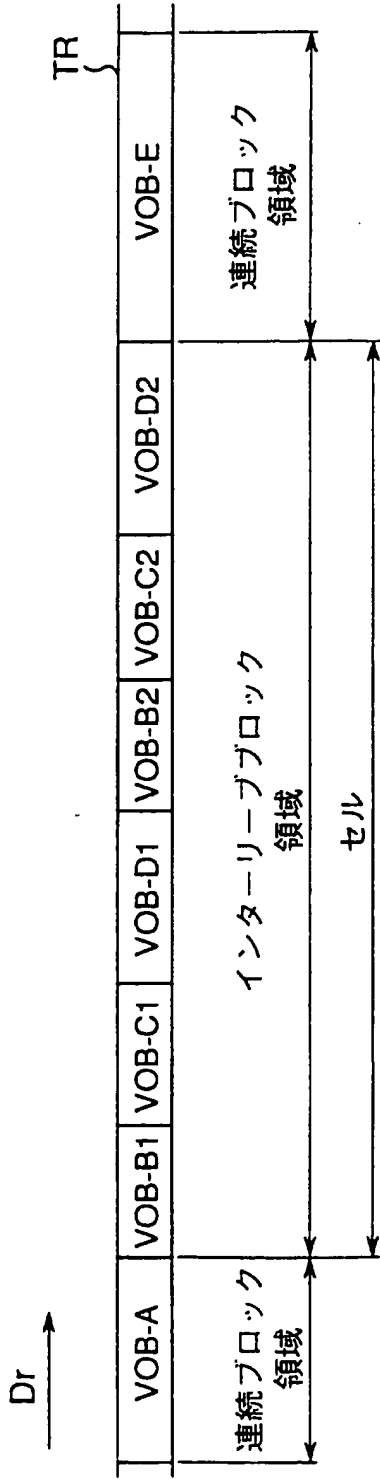 Dr
TR
VOB-A
VOB-B1
VOB-C1
VOB-D1
VOB-B2
VOB-C2
VOB-D2
VOB-E
連続ブロック
領域
インターリーブブロック
領域
連続ブロック
領域
セル